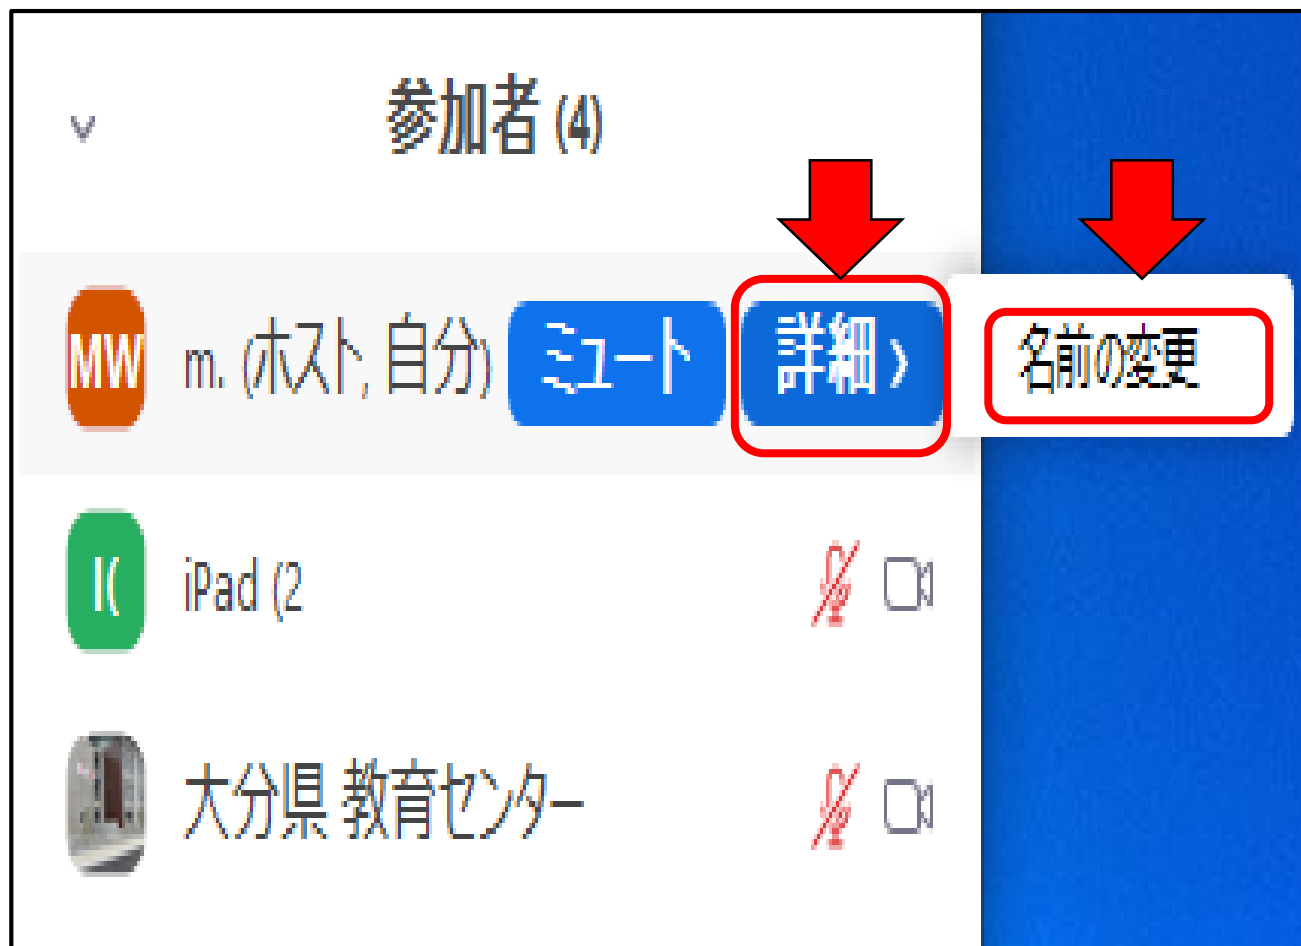 参加者 (4)
MW m. (ホスト, 自分) ミュート 詳細 › 名前の変更
I( iPad (2
大分県 教育センター